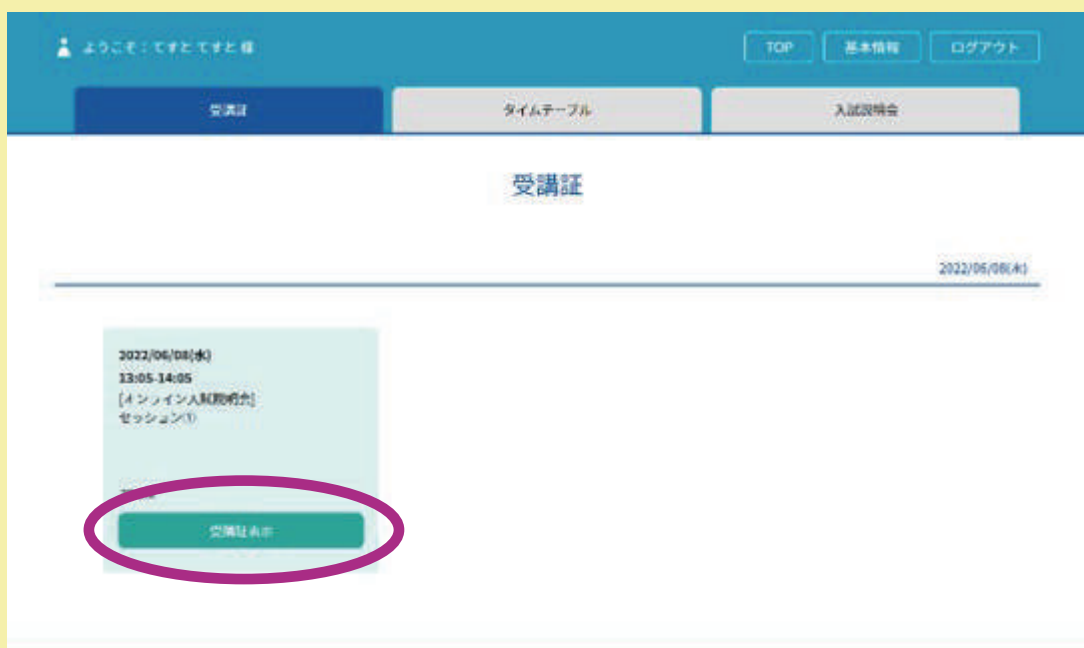 ようこそ：てすと てすと 様
TOP
基本情報
ログアウト
受講証
タイムテーブル
入試説明会
受講証
2022/06/08(水)
2022/06/08(水)
13:05-14:05
[オンライン入試説明会]
セッション①
受講証表示